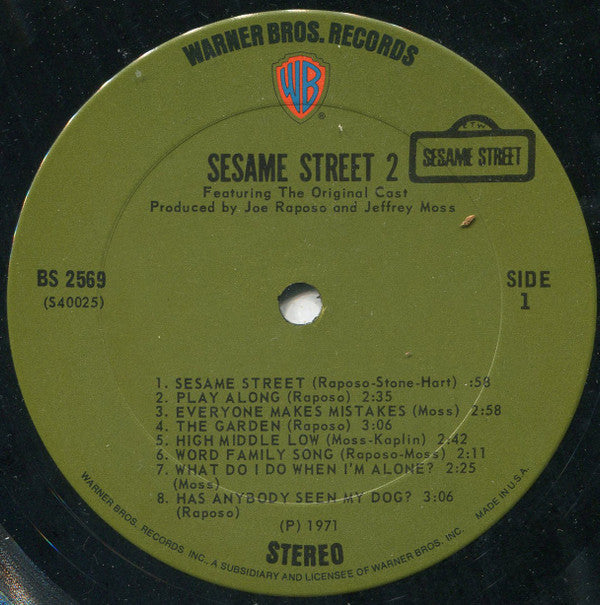 WARNER BROS. RECORDS
WB
®
SESAME STREET 2
CTW
SESAME STREET
Featuring The Original Cast
Produced by Joe Raposo and Jeffrey Moss
BS 2569
(S40025)
SIDE
1
1. SESAME STREET (Raposo-Stone-Hart) :58
2. PLAY ALONG (Raposo) 2:35
3. EVERYONE MAKES MISTAKES (Moss) 2:58
4. THE GARDEN (Raposo) 3:06
5. HIGH MIDDLE LOW (Moss-Kaplin) 2:42
6. WORD FAMILY SONG (Raposo-Moss) 2:11
7. WHAT DO I DO WHEN I'M ALONE? 2:25
(Moss)
8. HAS ANYBODY SEEN MY DOG? 3:06
(Raposo)
(P) 1971
STEREO
WARNER BROS. RECORDS INC., A SUBSIDIARY AND LICENSEE OF WARNER BROS. INC. MADE IN U.S.A.